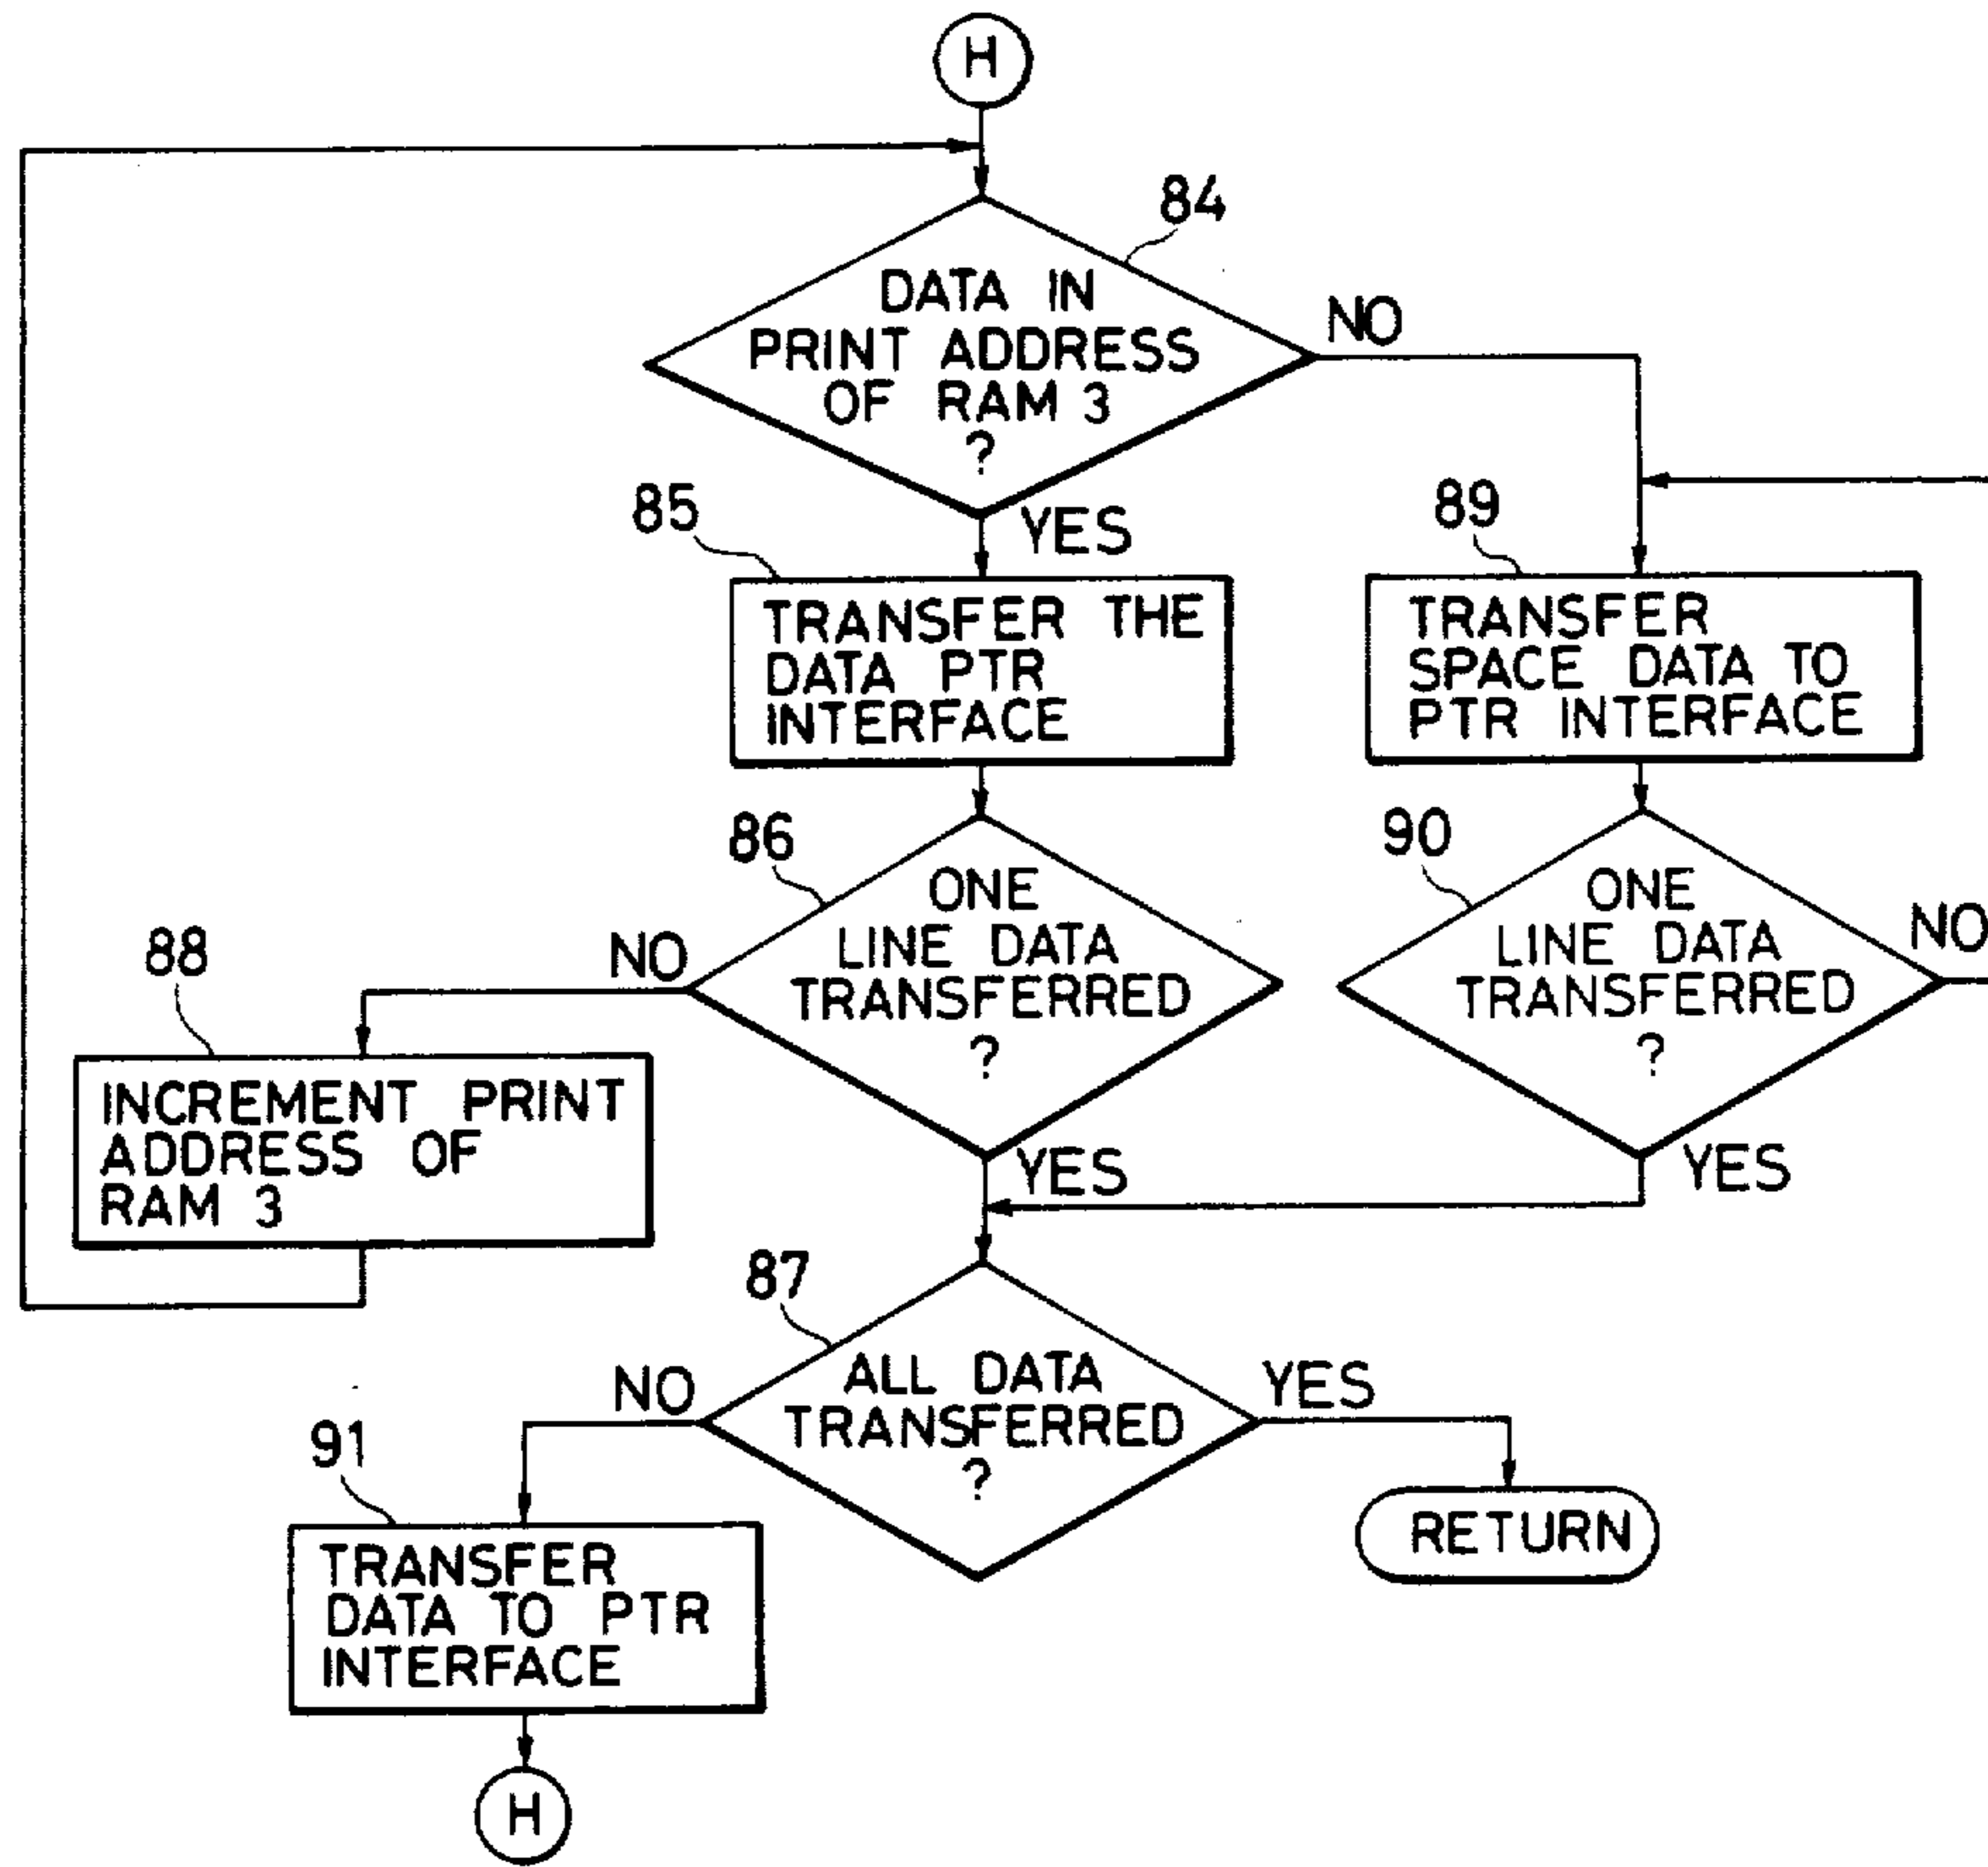 H
84
DATA IN
PRINT ADDRESS
OF RAM 3
?
NO
YES
85
TRANSFER THE
DATA PTR
INTERFACE
89
TRANSFER
SPACE DATA TO
PTR INTERFACE
86
ONE
LINE DATA
TRANSFERRED
?
NO
YES
90
ONE
LINE DATA
TRANSFERRED
?
NO
YES
88
INCREMENT PRINT
ADDRESS OF
RAM 3
87
ALL DATA
TRANSFERRED
?
NO
YES
RETURN
91
TRANSFER
DATA TO PTR
INTERFACE
H